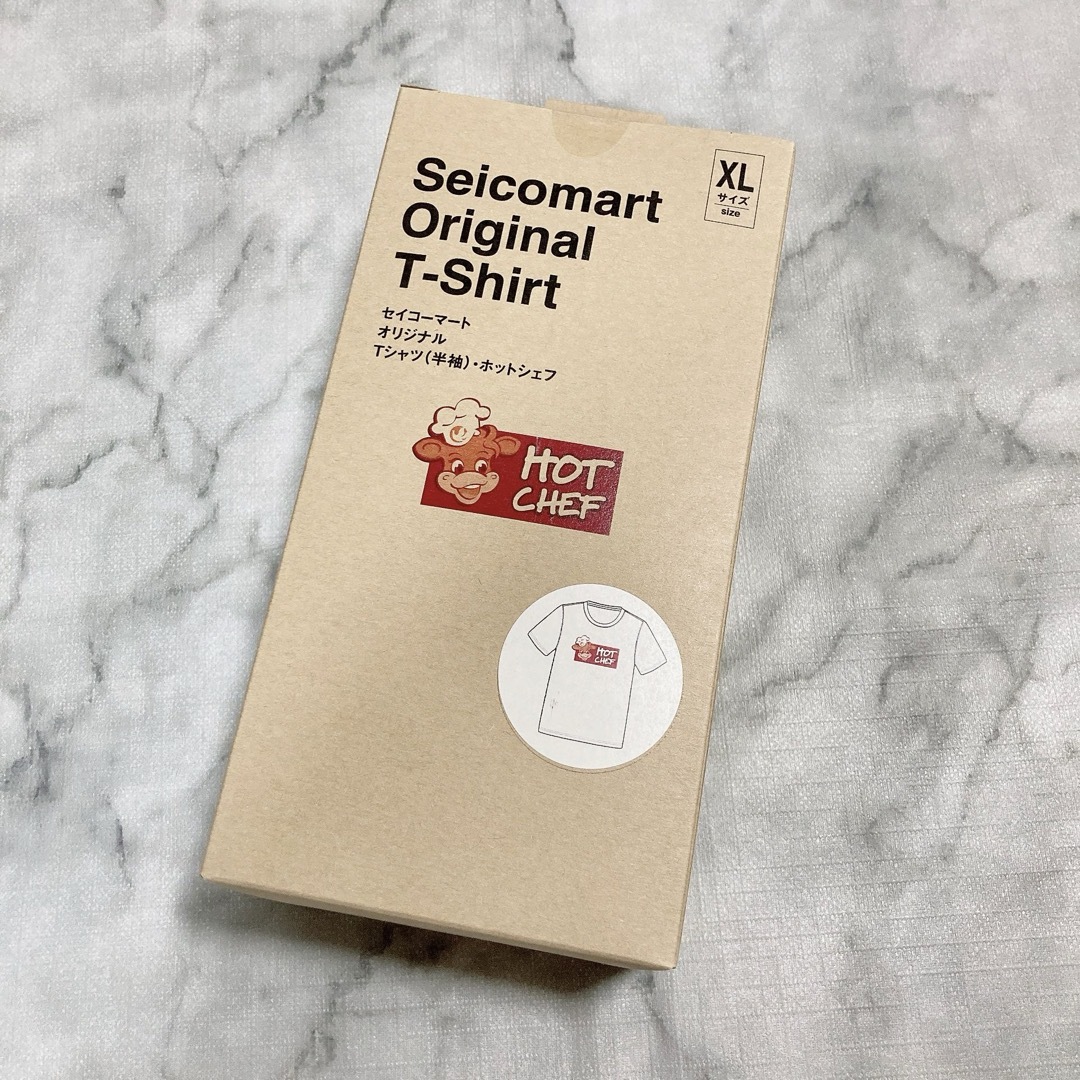 Seicomart
Original
T-Shirt
XL
サイズ
size
セイコーマート
オリジナル
Tシャツ(半袖)・ホットシェフ
HOT
CHEF
HOT
CHEF